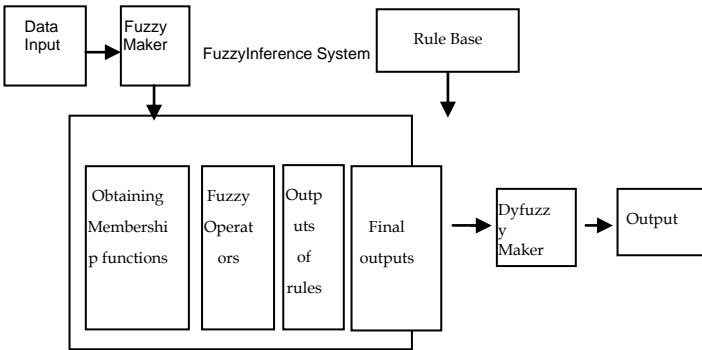 Data
Input
Fuzzy
Maker
FuzzyInference System
Rule Base
Obtaining
Membershi
p functions
Fuzzy
Operat
ors
Outp
uts
of
rules
Final
outputs
Dyfuzz
y
Maker
Output